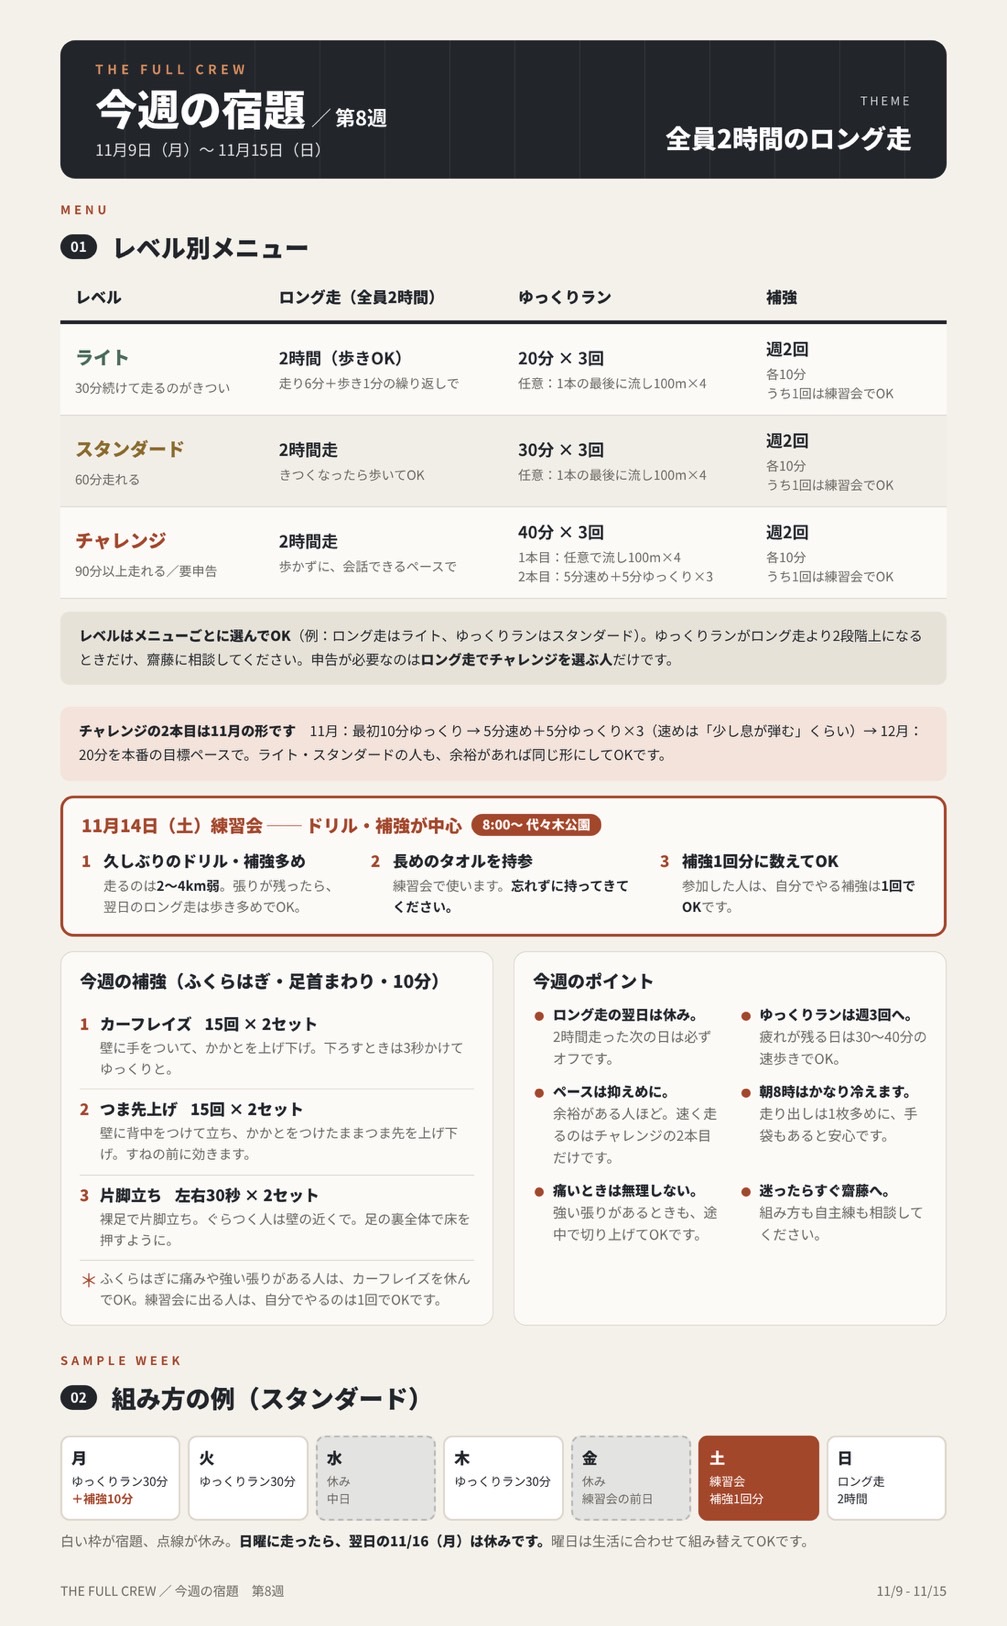 THE FULL CREW
今週の宿題 ／ 第8週
11月9日（月）〜 11月15日（日）
THEME
全員2時間のロング走
MENU
01 レベル別メニュー
レベル ロング走（全員2時間） ゆっくりラン 補強
ライト
30分続けて走るのがきつい
2時間（歩きOK）
走り6分＋歩き1分の繰り返しで
20分 × 3回
任意：1本の最後に流し100m×4
週2回
各10分
うち1回は練習会でOK
スタンダード
60分走れる
2時間走
きつくなったら歩いてOK
30分 × 3回
任意：1本の最後に流し100m×4
週2回
各10分
うち1回は練習会でOK
チャレンジ
90分以上走れる／要申告
2時間走
歩かずに、会話できるペースで
40分 × 3回
1本目：任意で流し100m×4
2本目：5分速め＋5分ゆっくり×3
週2回
各10分
うち1回は練習会でOK
レベルはメニューごとに選んでOK（例：ロング走はライト、ゆっくりランはスタンダード）。ゆっくりランがロング走より2段階上になる
ときだけ、齋藤に相談してください。申告が必要なのはロング走でチャレンジを選ぶ人だけです。
チャレンジの2本目は11月の形です　11月：最初10分ゆっくり → 5分速め＋5分ゆっくり×3（速めは「少し息が弾む」くらい）→ 12月：
20分を本番の目標ペースで。ライト・スタンダードの人も、余裕があれば同じ形にしてOKです。
11月14日（土）練習会 —— ドリル・補強が中心 8:00〜 代々木公園
1 久しぶりのドリル・補強多め
走るのは2〜4km弱。張りが残ったら、
翌日のロング走は歩き多めでOK。
2 長めのタオルを持参
練習会で使います。忘れずに持ってきて
ください。
3 補強1回分に数えてOK
参加した人は、自分でやる補強は1回で
OKです。
今週の補強（ふくらはぎ・足首まわり・10分）
1 カーフレイズ　15回 × 2セット
壁に手をついて、かかとを上げ下げ。下ろすときは3秒かけて
ゆっくりと。
2 つま先上げ　15回 × 2セット
壁に背中をつけて立ち、かかとをつけたままつま先を上げ下
げ。すねの前に効きます。
3 片脚立ち　左右30秒 × 2セット
裸足で片脚立ち。ぐらつく人は壁の近くで。足の裏全体で床を
押すように。
＊ ふくらはぎに痛みや強い張りがある人は、カーフレイズを休ん
でOK。練習会に出る人は、自分でやるのは1回でOKです。
今週のポイント
● ロング走の翌日は休み。
2時間走った次の日は必ず
オフです。
● ゆっくりランは週3回へ。
疲れが残る日は30〜40分の
速歩きでOK。
● ペースは抑えめに。
余裕がある人ほど。速く走
るのはチャレンジの2本目
だけです。
● 朝8時はかなり冷えます。
走り出しは1枚多めに、手
袋もあると安心です。
● 痛いときは無理しない。
強い張りがあるときも、途
中で切り上げてOKです。
● 迷ったらすぐ齋藤へ。
組み方も自主練も相談して
ください。
SAMPLE WEEK
02 組み方の例（スタンダード）
月
ゆっくりラン30分
＋補強10分
火
ゆっくりラン30分
水
休み
中日
木
ゆっくりラン30分
金
休み
練習会の前日
土
練習会
補強1回分
日
ロング走
2時間
白い枠が宿題、点線が休み。日曜に走ったら、翌日の11/16（月）は休みです。曜日は生活に合わせて組み替えてOKです。
THE FULL CREW ／ 今週の宿題　第8週
11/9 - 11/15